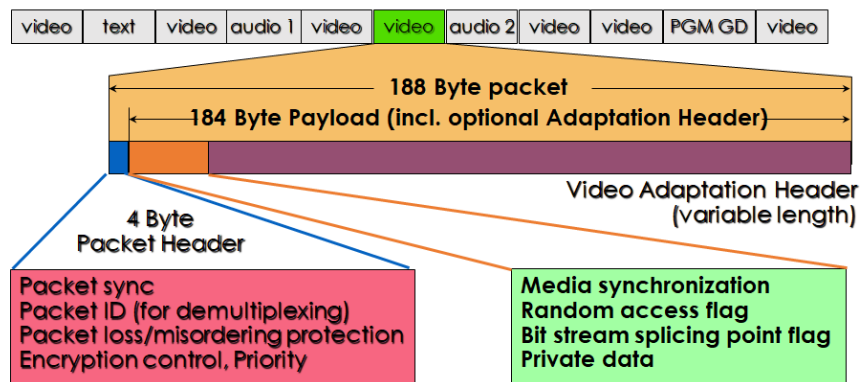 video text video audio 1 video video audio 2 video video PGM GD video
188 Byte packet
184 Byte Payload (incl. optional Adaptation Header)
Video Adaptation Header
(variable length)
4 Byte
Packet Header
Packet sync
Packet ID (for demultiplexing)
Packet loss/misordering protection
Encryption control, Priority
Media synchronization
Random access flag
Bit stream splicing point flag
Private data